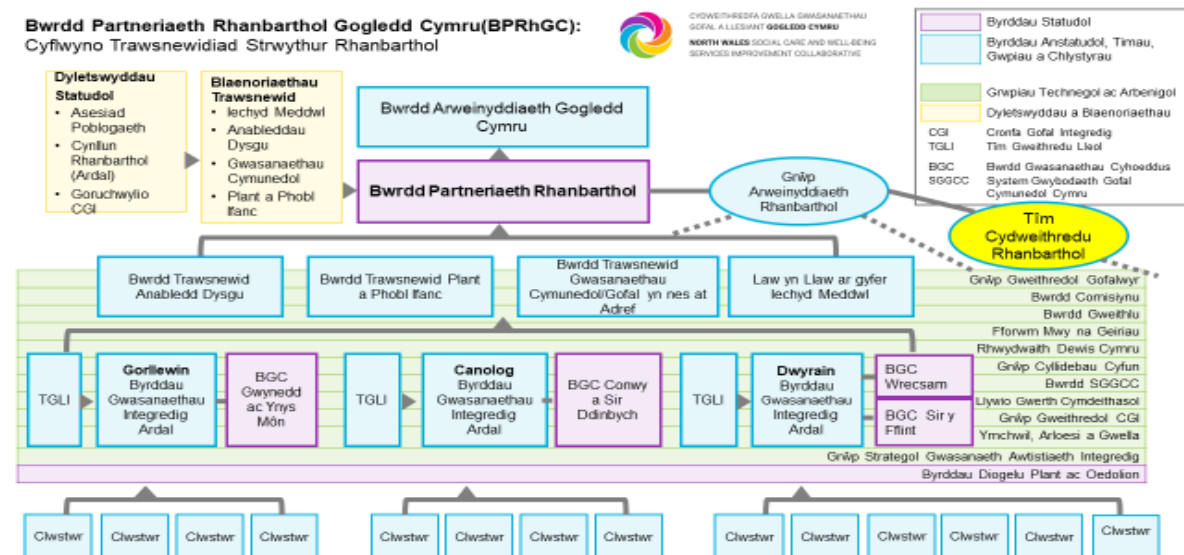 Bwrdd Partneriaeth Rhanbarthol Gogledd Cymru(BPRhGC):
Cyflwyno Trawsnewidiad Strwythur Rhanbarthol
CYDWEITHREDFA GWELLA GWASANAETHAU
GOFAL A LLESIANT GOGLEDD CYMRU
NORTH WALES SOCIAL CARE AND WELL-BEING
SERVICES IMPROVEMENT COLLABORATIVE
Byrddau Statudol
Byrddau Anstatudol, Timau,
Gwpiau a Chlystyrau
Grwpiau Technegol ac Arbenigol
Dyletswyddau a Blaenoriaethau
CGI Cronfa Gofal Integredig
TGLI Tîm Gweithredu Lleol
BGC Bwrdd Gwasanaethau Cyhoeddus
SGGCC System Gwybodaeth Gofal
Cymunedol Cymru
Dyletswyddau
Statudol
• Asesiad
Poblogaeth
• Cynllun
Rhanbarthol
(Ardal)
• Goruchwylio
CGI
Blaenoriaethau
Trawsnewid
• Iechyd Meddwl
• Anableddau
Dysgu
• Gwasanaethau
Cymunedol
• Plant a Phobl
Ifanc
Bwrdd Arweinyddiaeth Gogledd
Cymru
Bwrdd Partneriaeth Rhanbarthol
Grŵp
Arweinyddiaeth
Rhanbarthol
Tîm
Cydweithredu
Rhanbarthol
Bwrdd Trawsnewid
Anabledd Dysgu
Bwrdd Trawsnewid Plant
a Phobl Ifanc
Bwrdd Trawsnewid
Gwasanaethau
Cymunedol/Gofal yn nes at
Adref
Law yn Llaw ar gyfer
Iechyd Meddwl
Grŵp Gweithredol Gofalwyr
Bwrdd Comisiynu
Bwrdd Gweithlu
Fforwm Mwy na Geiriau
Rhwydwaith Dewis Cymru
Grŵp Cyllidebau Cyfun
Bwrdd SGGCC
Llywio Gwerth Cymdeithasol
Grŵp Gweithredol CGI
Ymchwil, Arloesi a Gwella
Grŵp Strategol Gwasanaeth Awtistiaeth Integredig
Byrddau Diogelu Plant ac Oedolion
TGLI
Gorllewin
Byrddau
Gwasanaethau
Integredig
Ardal
BGC
Gwynedd
ac Ynys
Môn
TGLI
Canolog
Byrddau
Gwasanaethau
Integredig
Ardal
BGC Conwy
a Sir
Ddinbych
TGLI
Dwyrain
Byrddau
Gwasanaethau
Integredig
Ardal
BGC
Wrecsam
BGC Sir y
Fflint
Clwstwr
Clwstwr
Clwstwr
Clwstwr
Clwstwr
Clwstwr
Clwstwr
Clwstwr
Clwstwr
Clwstwr
Clwstwr
Clwstwr
Clwstwr
Clwstwr